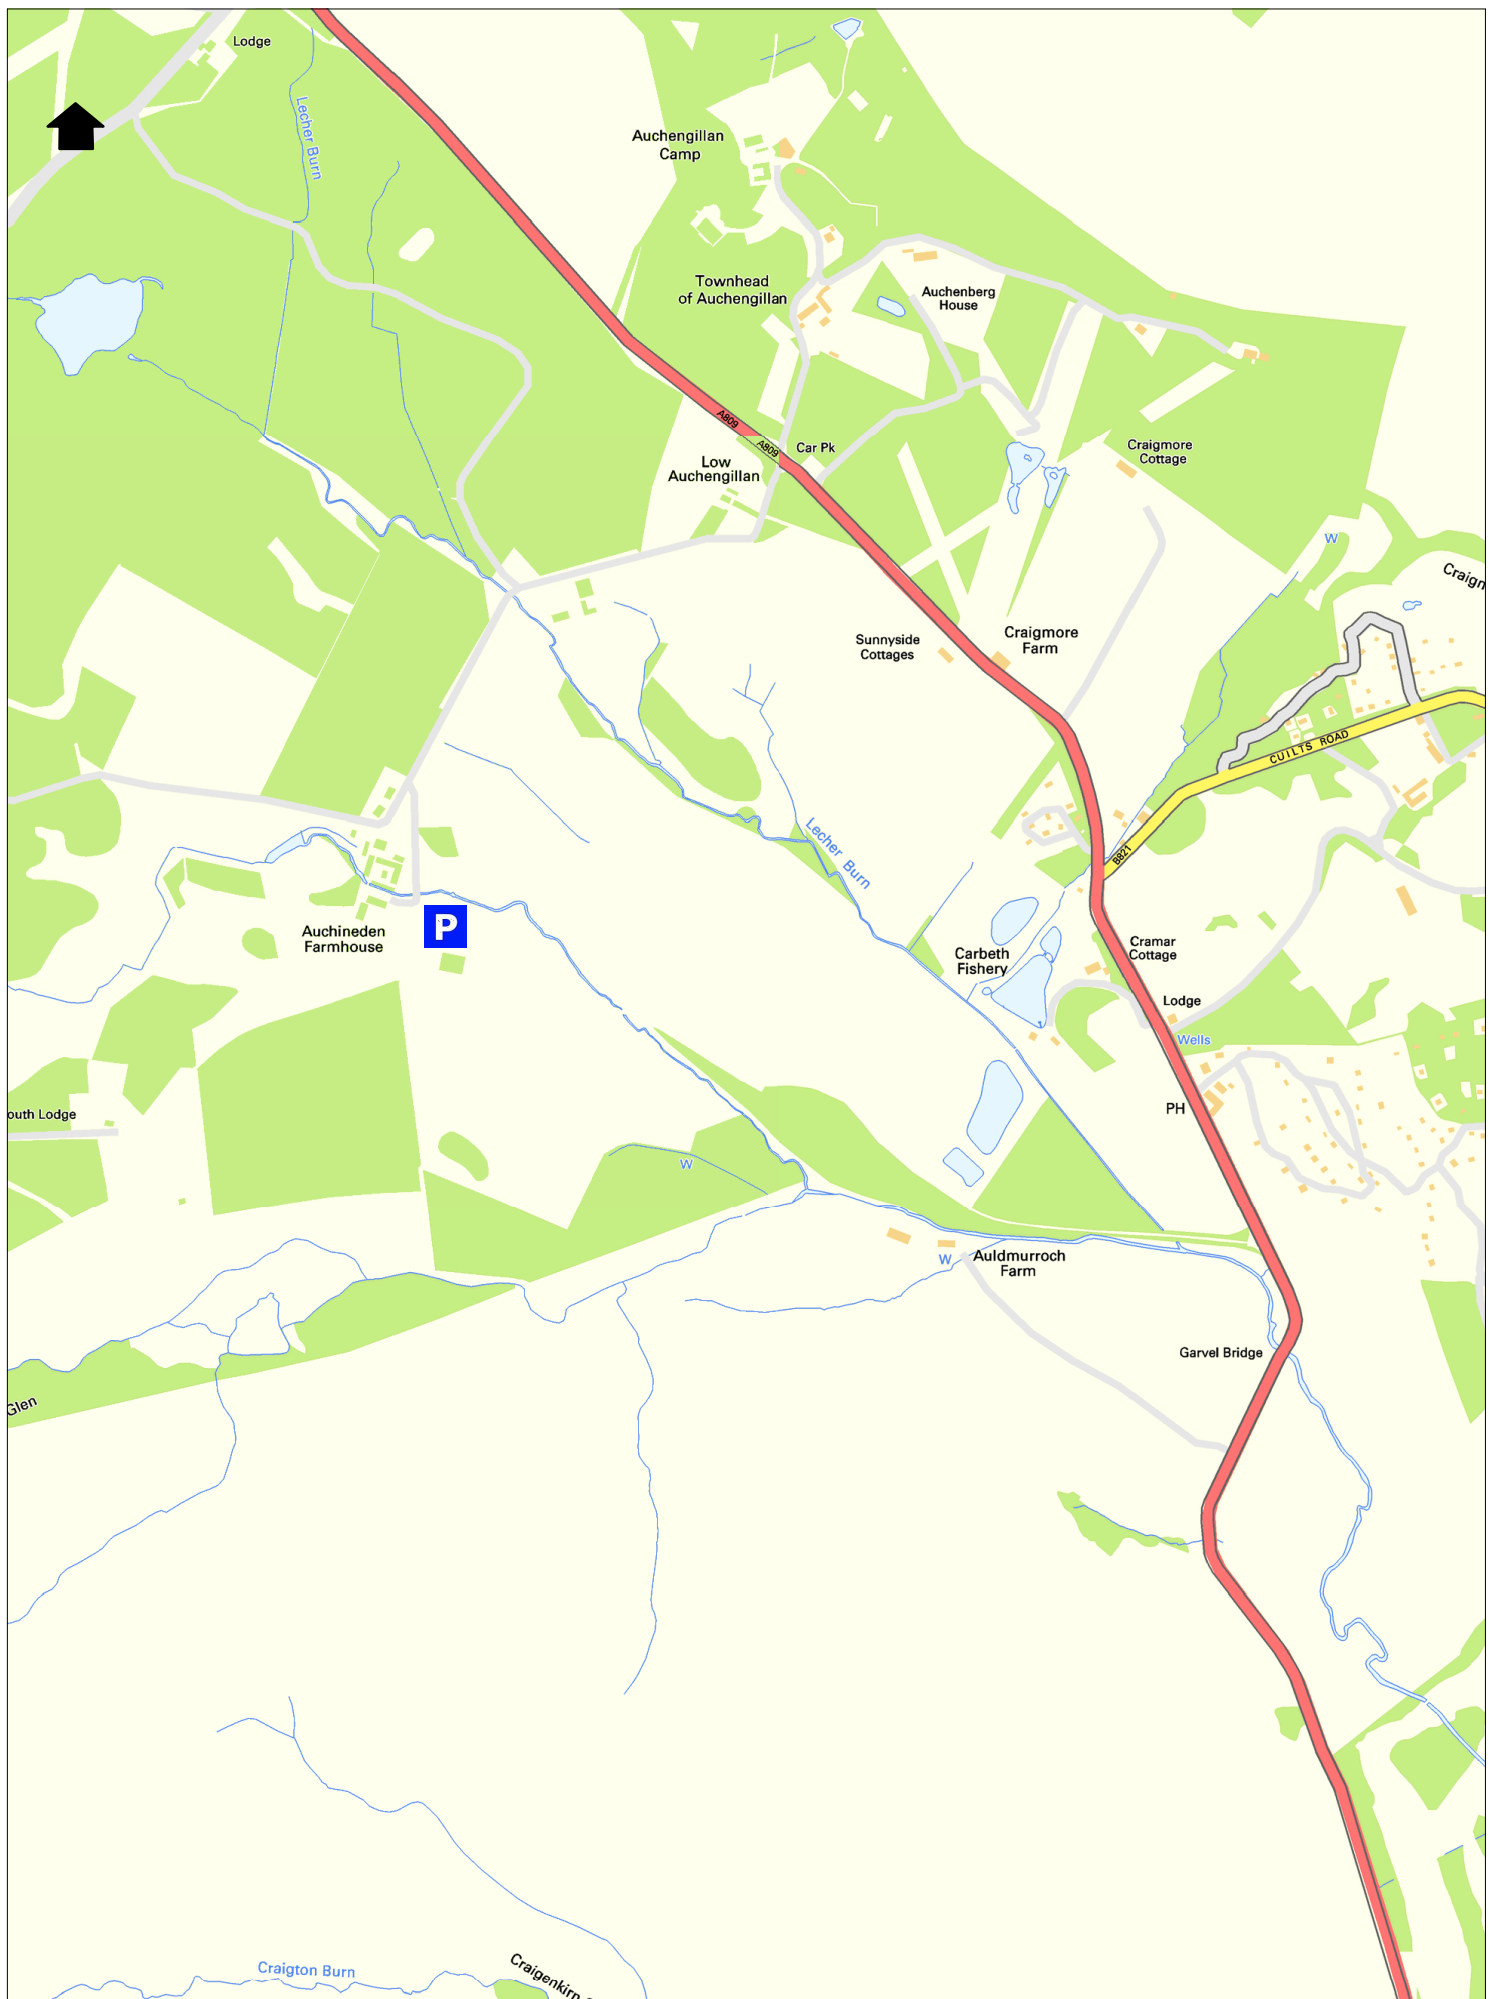 Lodge
Lecher Burn
Auchengillan
Camp
Townhead
of Auchengillan
Auchenberg
House
A809
A809
Car Pk
Low
Auchengillan
Craigmore
Cottage
W
Craign
Sunnyside
Cottages
Craigmore
Farm
CUILTS ROAD
Lecher Burn
B821
P
Auchineden
Farmhouse
Carbeth
Fishery
Cramar
Cottage
Lodge
Wells
outh Lodge
PH
W
W
Auldmurroch
Farm
Garvel Bridge
Glen
Craigton Burn
Craigenkirn